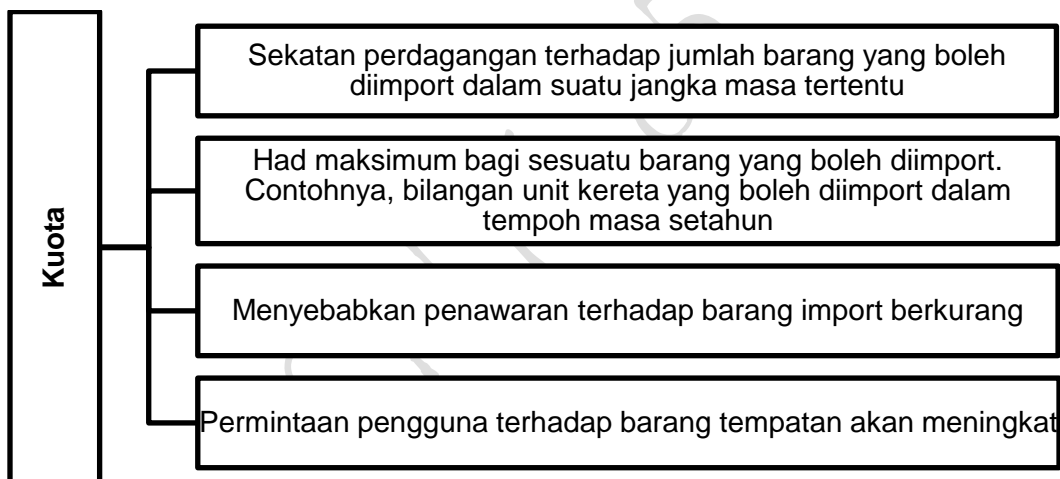 Kuota
Sekatan perdagangan terhadap jumlah barang yang boleh
diimport dalam suatu jangka masa tertentu
Had maksimum bagi sesuatu barang yang boleh diimport.
Contohnya, bilangan unit kereta yang boleh diimport dalam
tempoh masa setahun
Menyebabkan penawaran terhadap barang import berkurang
Permintaan pengguna terhadap barang tempatan akan meningkat